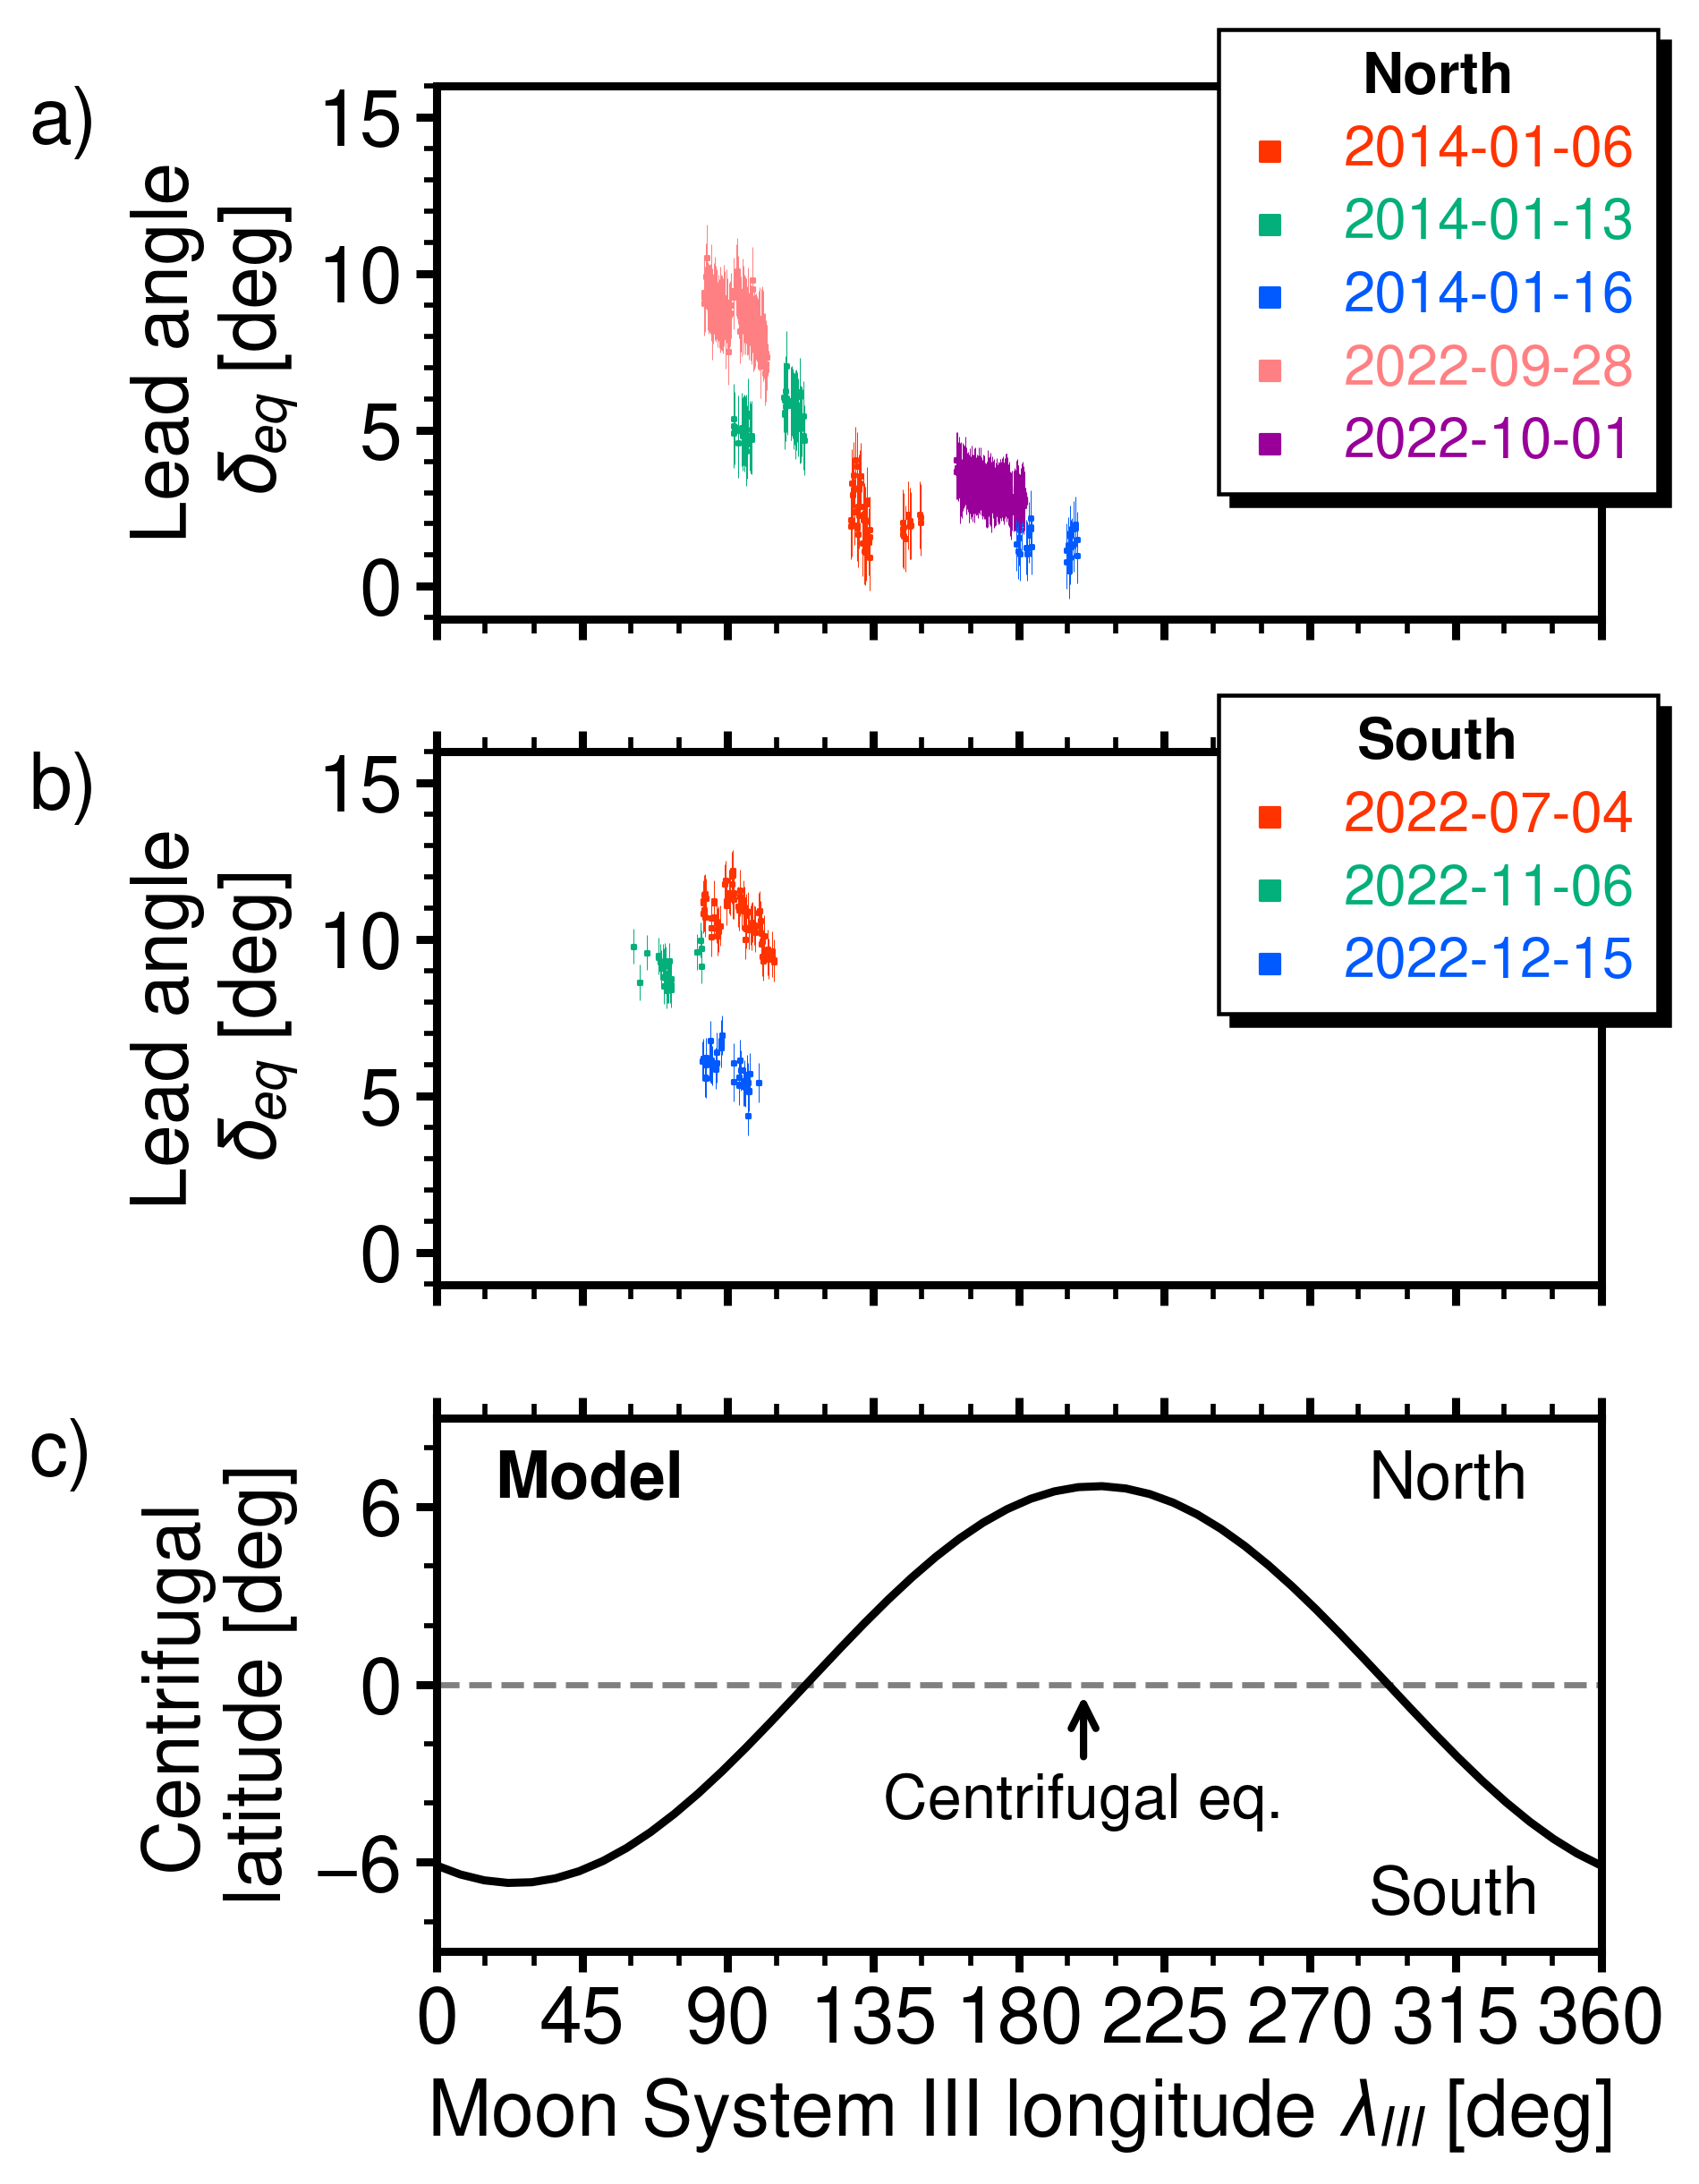 a)
Lead angle
δeq [deg]
15
10
5
0
North
2014-01-06
2014-01-13
2014-01-16
2022-09-28
2022-10-01
b)
Lead angle
δeq [deg]
15
10
5
0
South
2022-07-04
2022-11-06
2022-12-15
c)
Centrifugal
latitude [deg]
6
0
−6
Model
North
Centrifugal eq.
South
0 45 90 135 180 225 270 315 360
Moon System III longitude λIII [deg]